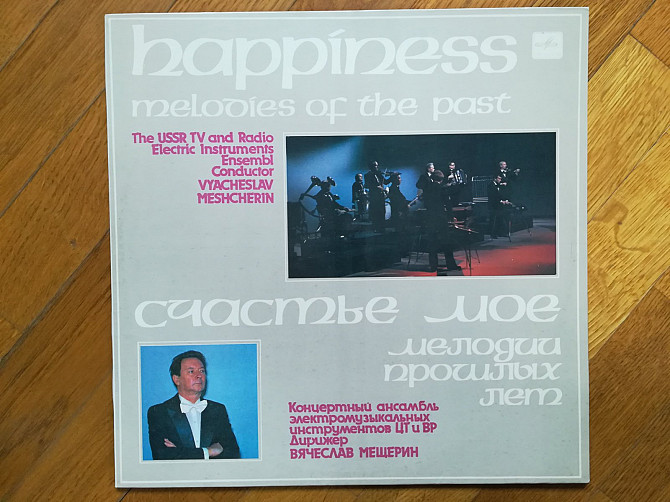 happiness
melodies of the past
The USSR TV and Radio
Electric Instruments
Ensembl
Conductor
VYACHESLAV
MESHCHERIN
счастье мое
мелодии
прошлых
лет
Концертный ансамбль
электромузыкальных
инструментов ЦТ и ВР
Дирижер
ВЯЧЕСЛАВ МЕЩЕРИН